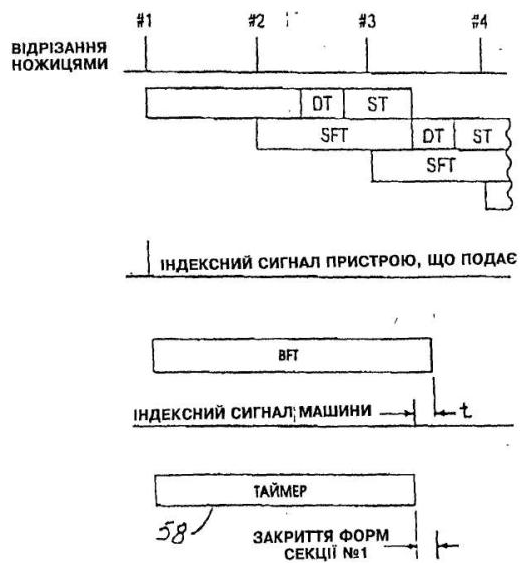 #1 #2 #3 #4
ВІДРІЗАННЯ
НОЖИЦЯМИ
DT ST
SFT DT ST
SFT
ІНДЕКСНИЙ СИГНАЛ ПРИСТРОЮ, ЩО ПОДАЄ
BFT
ІНДЕКСНИЙ СИГНАЛ МАШИНИ t
ТАЙМЕР
58
ЗАКРИТТЯ ФОРМ
СЕКЦІЇ №1